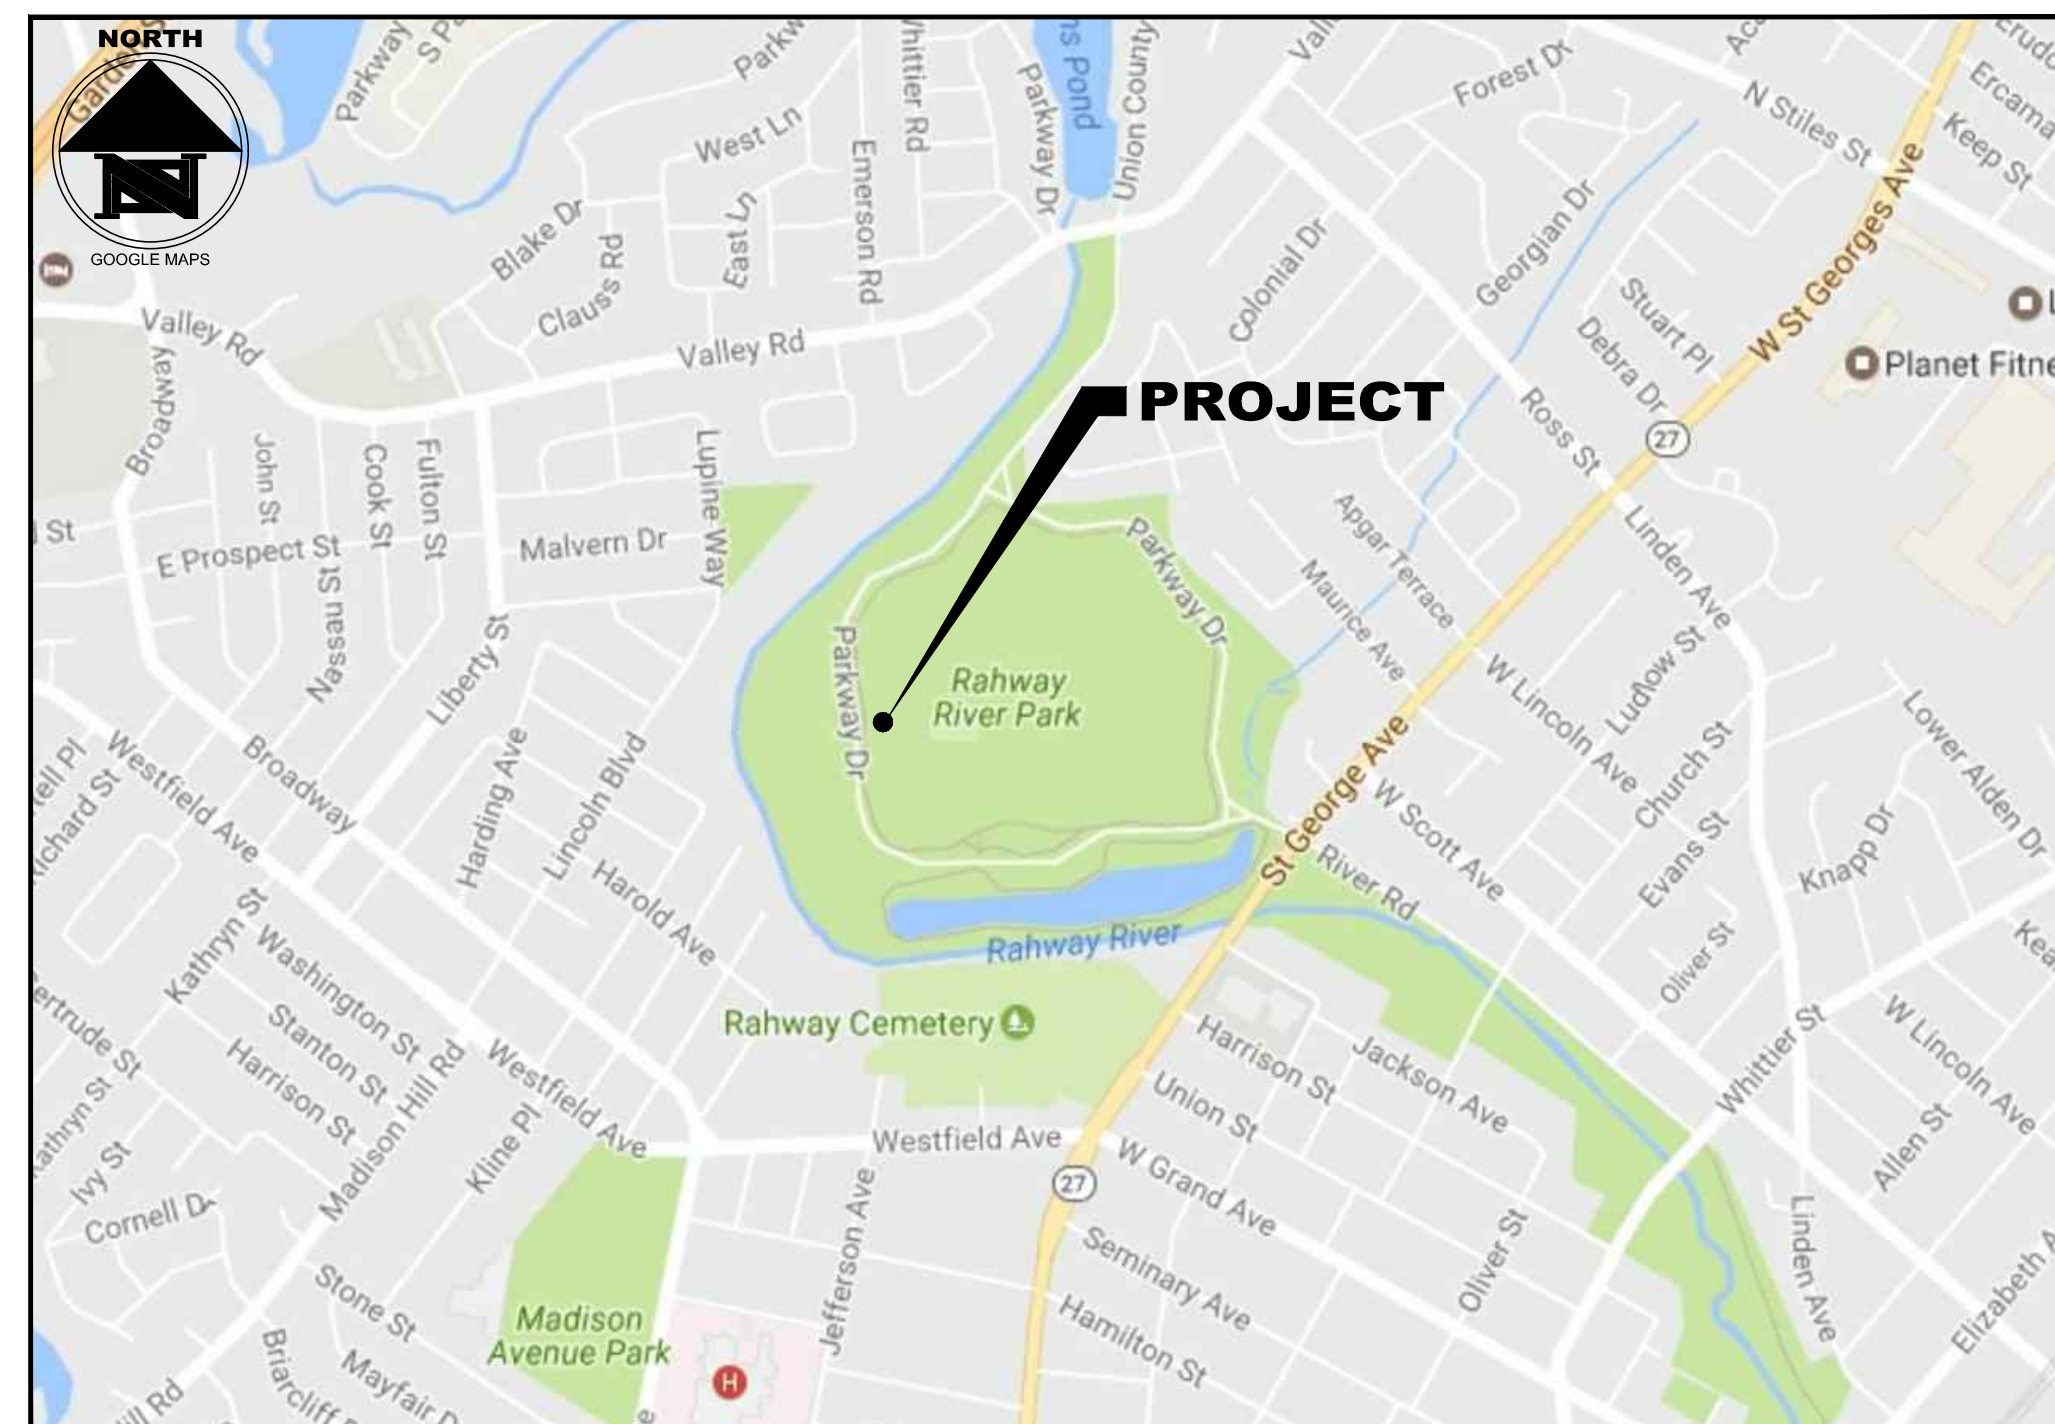 NORTH
GOOGLE MAPS
Parkway
West Ln
Whittier Rd
Emerson Rd
East Ln
Parkway Dr
Pond
Union County
Forest Dr
N Stiles St
Keep St
Blake Dr
Clauss Rd
Valley Rd
Valley Rd
Broadway
Colonial Dr
Georgian Dr
Stuart Pl
Debra Dr
W St Georges Ave
Planet Fitne
27
PROJECT
Ross St
Linden Ave
John St
Cook St
Fulton St
Lupine Way
Malvern Dr
E Prospect St
St
Nassau St
Liberty St
Apgar Terrace
Maurice Ave
Parkway Dr
Parkway Dr
Rahway
River Park
W Lincoln Ave
Ludlow St
Church St
Lower Alden Dr
Westfield Ave
Broadway
Richard St
Harding Ave
Lincoln Blvd
Harold Ave
St George Ave
W Scott Ave
River Rd
Evans St
Knapp Dr
Oliver St
Rahway River
Rahway Cemetery
Kathryn St
Washington St
Stanton St
Harrison St
Madison Hill Rd
Westfield Ave
Kline Pl
Harrison St
Jackson Ave
Union St
Whittier St
W Lincoln Ave
Allen St
Westfield Ave
W Grand Ave
27
Ivy St
Cornell D
Stone St
Jefferson Ave
Seminary Ave
Hamilton St
Oliver St
Linden Ave
Madison
Avenue Park
H
Mayfair D
Briarcliff